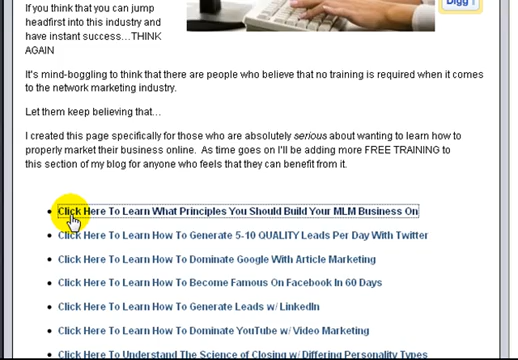 If you think that you can jump
headfirst into this industry and
have instant success…THINK
AGAIN
Digg
It's mind-boggling to think that there are people who believe that no training is required when it comes
to the network marketing industry.
Let them keep believing that…
I created this page specifically for those who are absolutely serious about wanting to learn how to
properly market their business online.  As time goes on I'll be adding more FREE TRAINING to
this section of my blog for anyone who feels that they can benefit from it.
• Click Here To Learn What Principles You Should Build Your MLM Business On
• Click Here To Learn How To Generate 5-10 QUALITY Leads Per Day With Twitter
• Click Here To Learn How To Dominate Google With Article Marketing
• Click Here To Learn How To Become Famous On Facebook In 60 Days
• Click Here To Learn How To Generate Leads w/ LinkedIn
• Click Here To Learn How To Dominate YouTube w/ Video Marketing
• Click Here To Understand The Science of Closing w/ Differing Personality Types